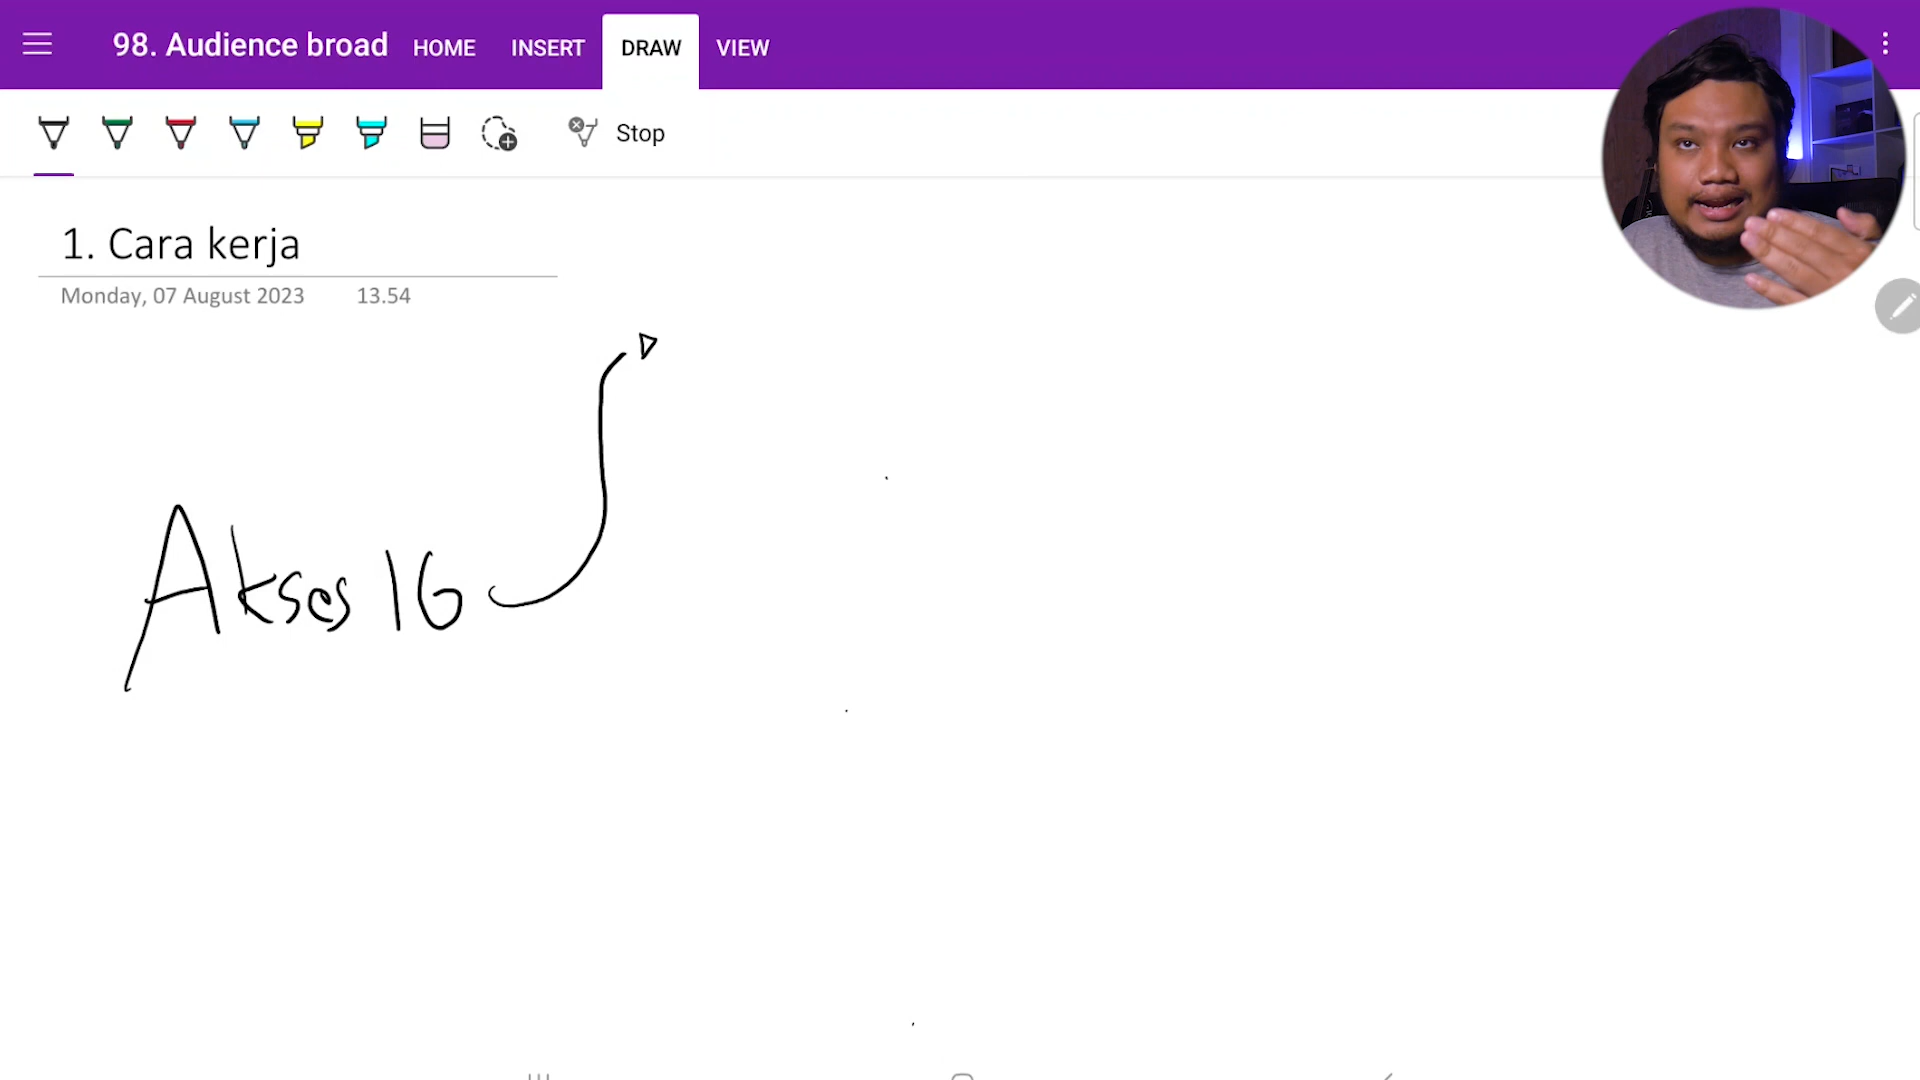 98. Audience broad HOME INSERT DRAW VIEW
Stop
1. Cara kerja
Monday, 07 August 2023 13.54
Akses IG